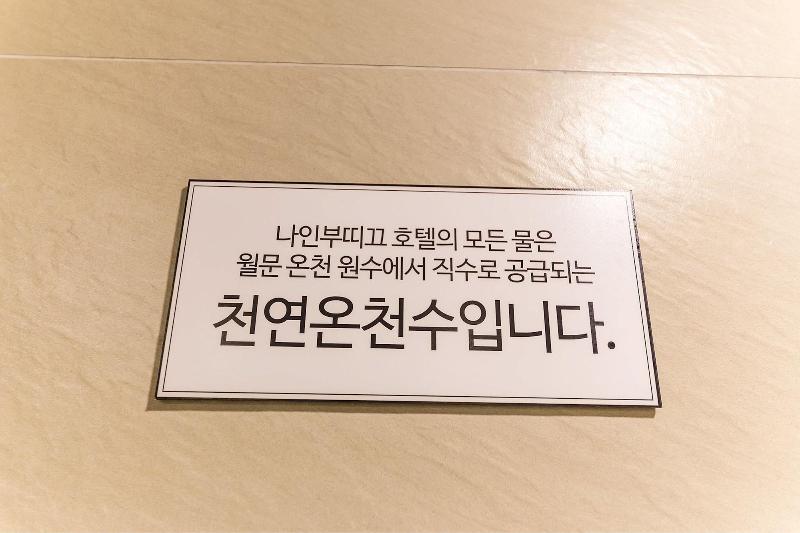 나인부띠끄 호텔의 모든 물은
월문 온천 원수에서 직수로 공급되는
천연온천수입니다.